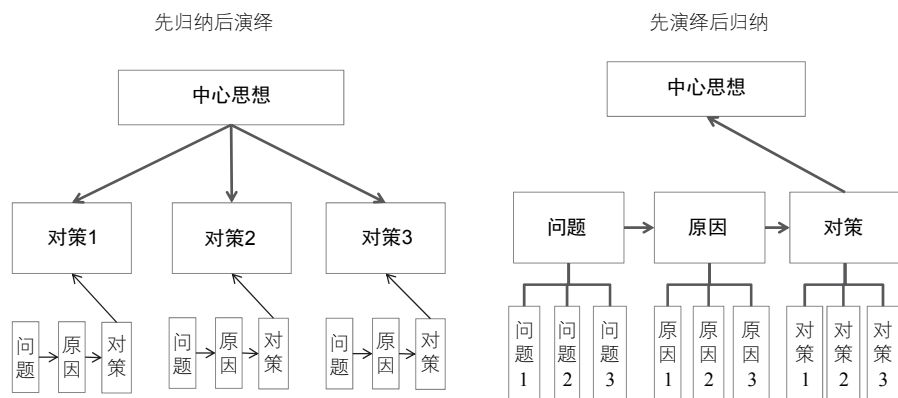 先归纳后演绎
中心思想
对策1
对策2
对策3
问题
原因
对策
问题
原因
对策
问题
原因
对策
先演绎后归纳
中心思想
问题
原因
对策
问题1
问题2
问题3
原因1
原因2
原因3
对策1
对策2
对策3